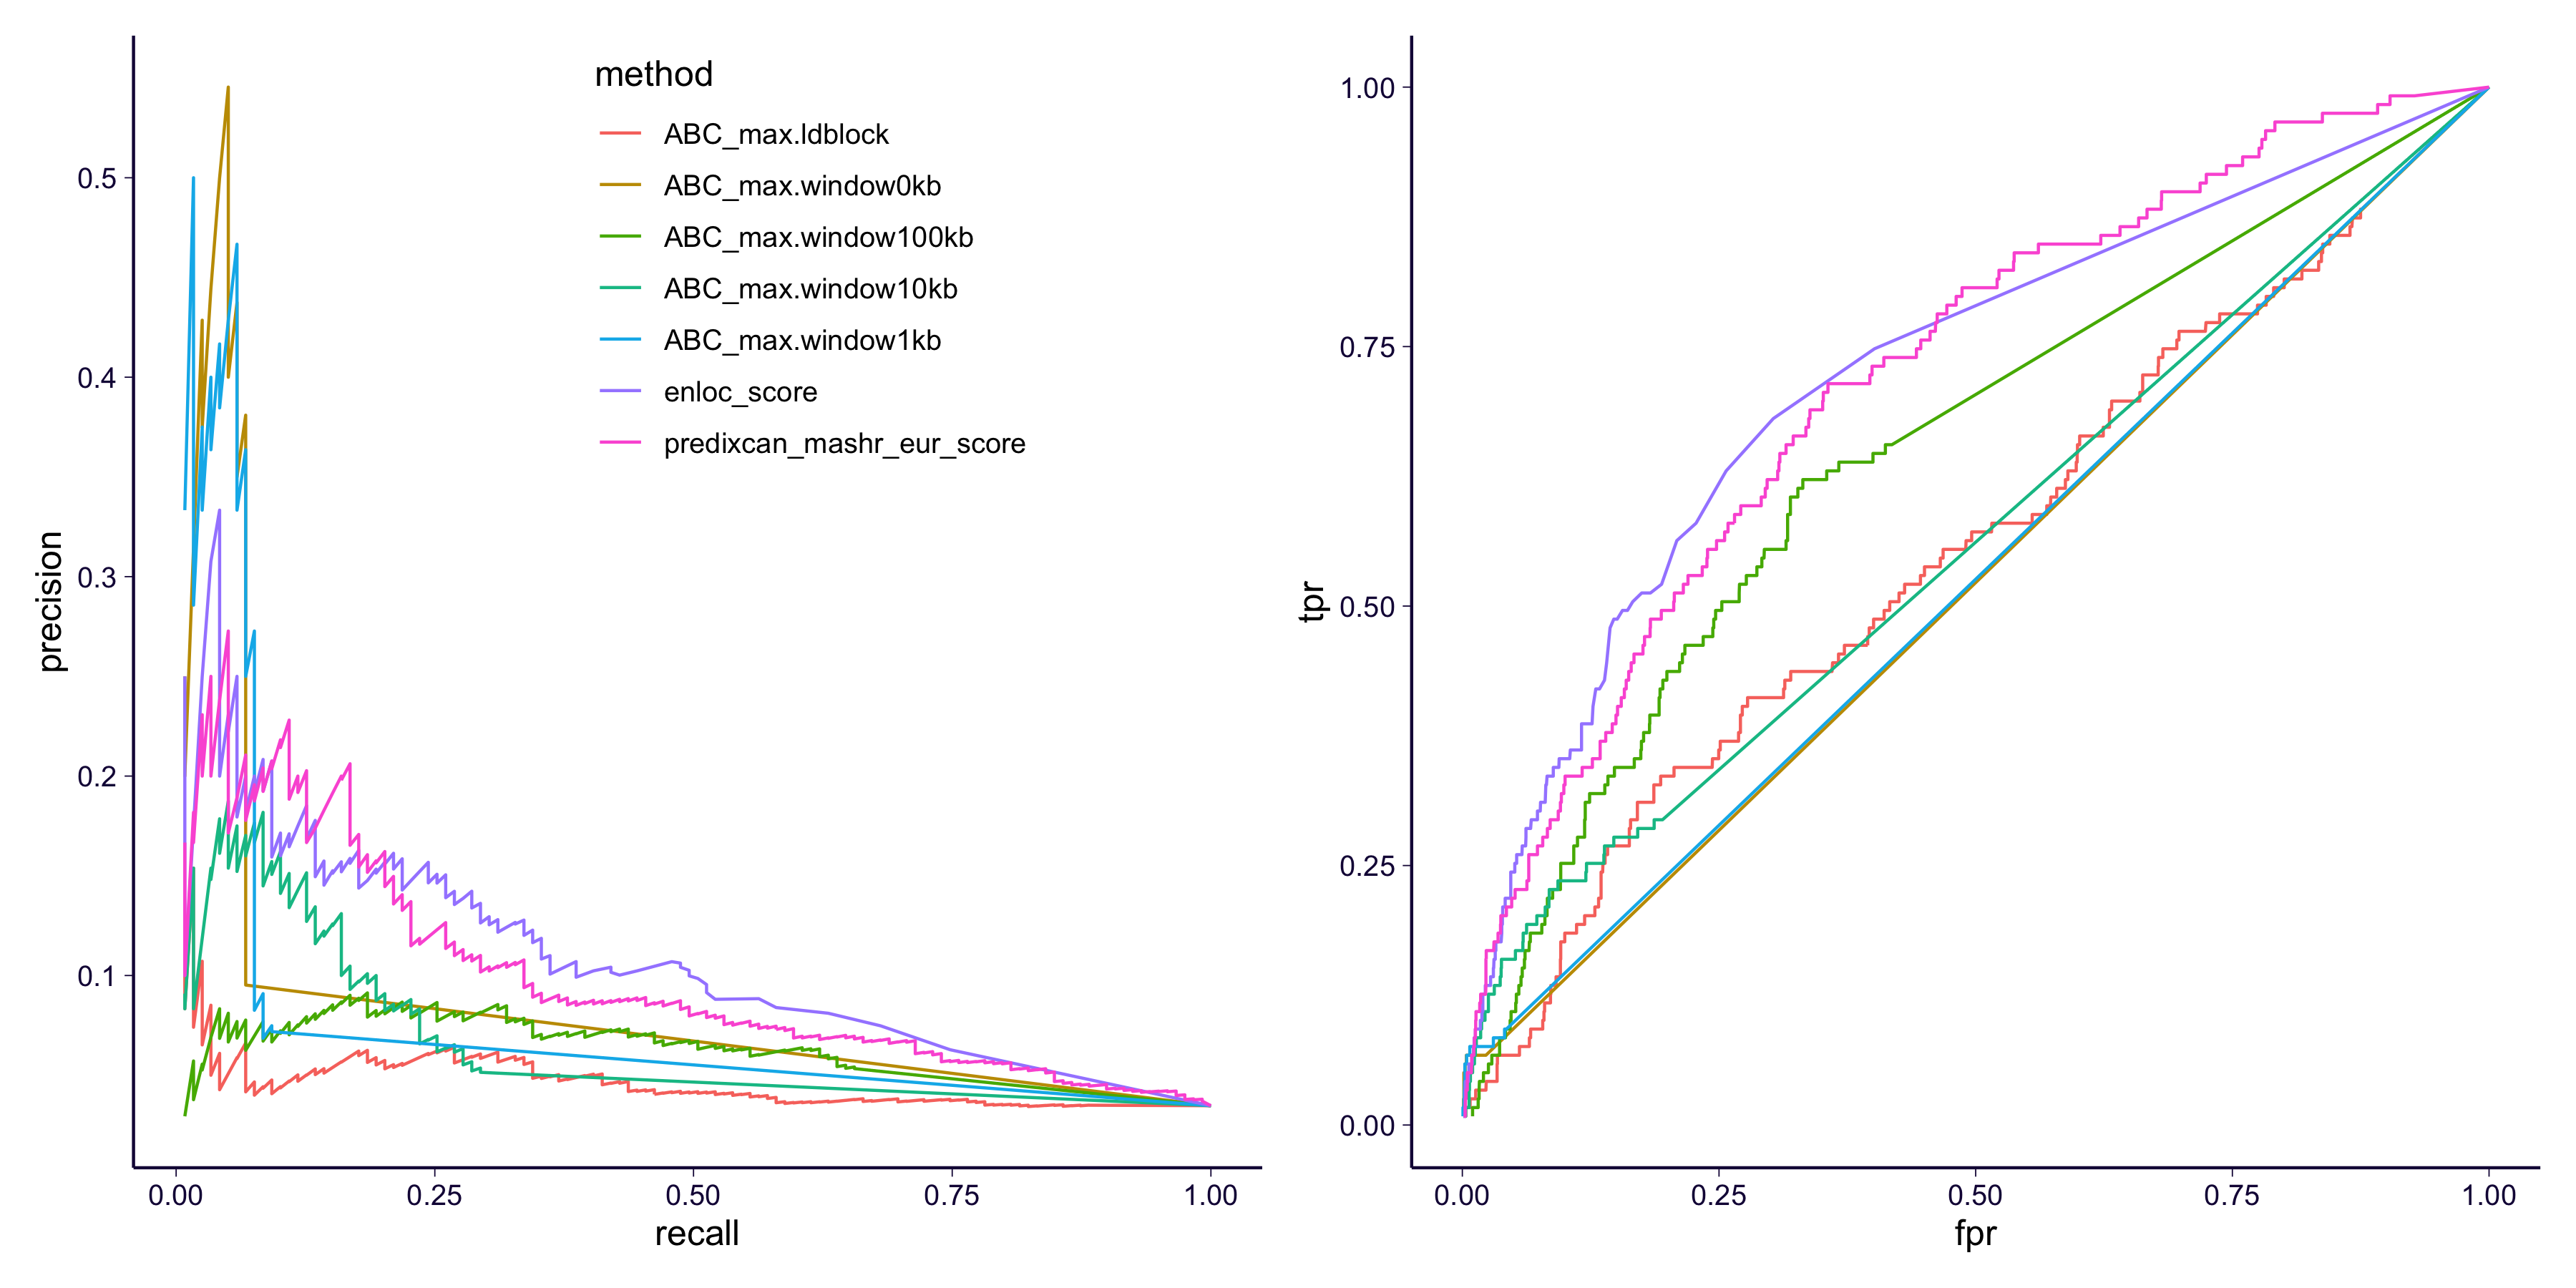 method
ABC_max.ldblock
ABC_max.window0kb
ABC_max.window100kb
ABC_max.window10kb
ABC_max.window1kb
enloc_score
predixcan_mashr_eur_score
precision
0.5
0.4
0.3
0.2
0.1
0.00 0.25 0.50 0.75 1.00
recall
tpr
1.00
0.75
0.50
0.25
0.00
0.00 0.25 0.50 0.75 1.00
fpr